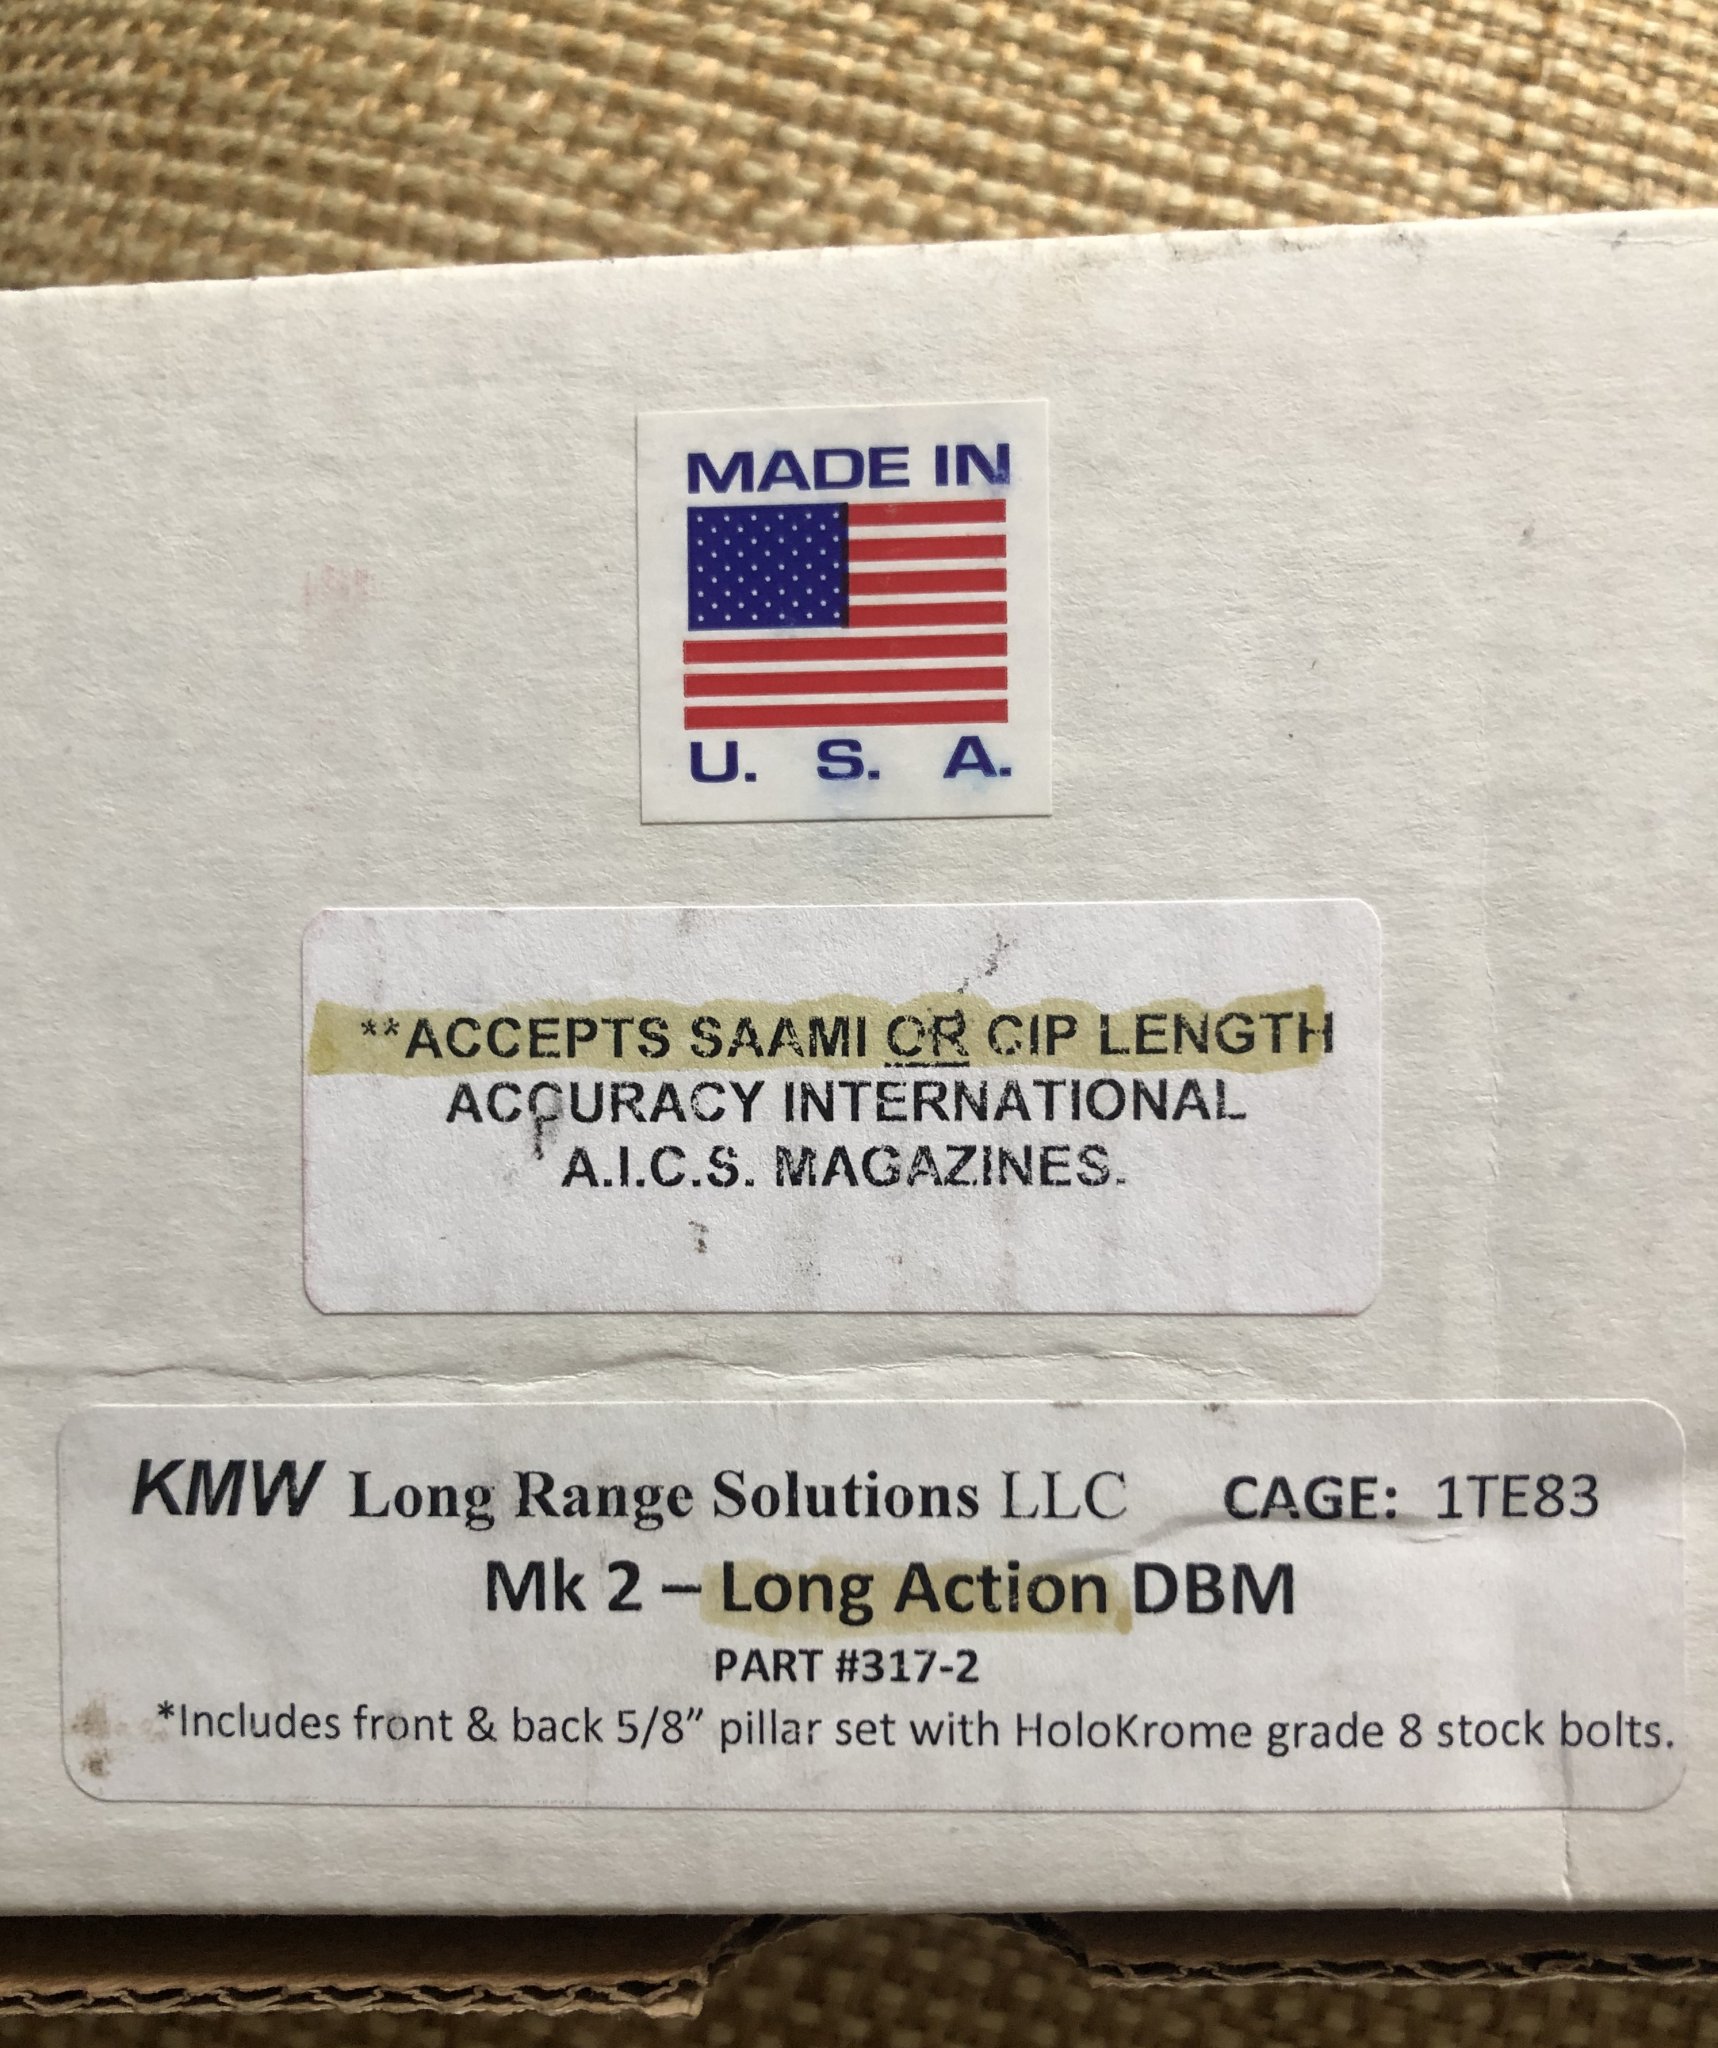 MADE IN
U. S. A.
**ACCEPTS SAAMI OR CIP LENGTH
ACCURACY INTERNATIONAL
A.I.C.S. MAGAZINES.
KMW Long Range Solutions LLC CAGE: 1TE83
Mk 2 – Long Action DBM
PART #317-2
*Includes front & back 5/8” pillar set with HoloKrome grade 8 stock bolts.